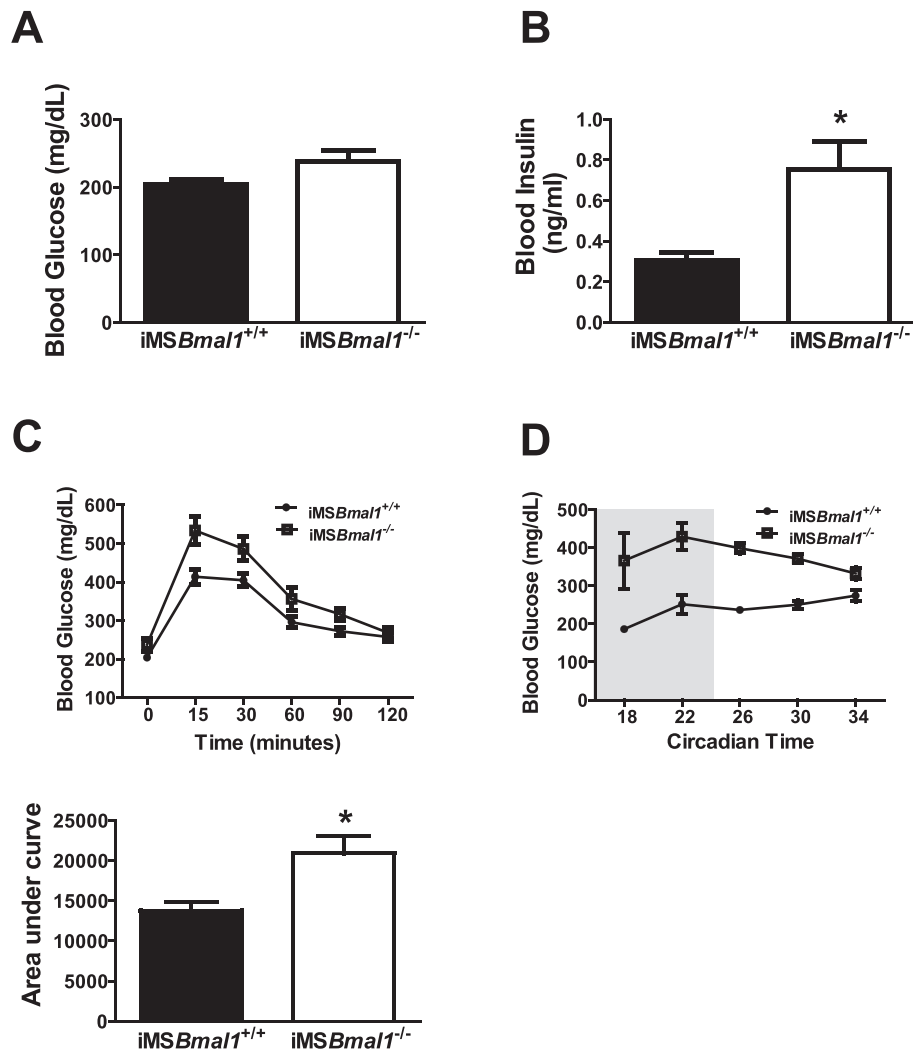 A
Blood Glucose (mg/dL)
300
200
100
0
iMSBmal1+/+
iMSBmal1-/-
B
Blood Insulin
(ng/ml)
1.0
0.8
0.6
0.4
0.2
0.0
*
iMSBmal1+/+
iMSBmal1-/-
C
Blood Glucose (mg/dL)
600
500
400
300
200
100
iMSBmal1+/+
iMSBmal1-/-
0 15 30 60 90 120
Time (minutes)
D
Blood Glucose (mg/dL)
500
400
300
200
100
0
iMSBmal1+/+
iMSBmal1-/-
18 22 26 30 34
Circadian Time
Area under curve
25000
20000
15000
10000
5000
0
*
iMSBmal1+/+
iMSBmal1-/-